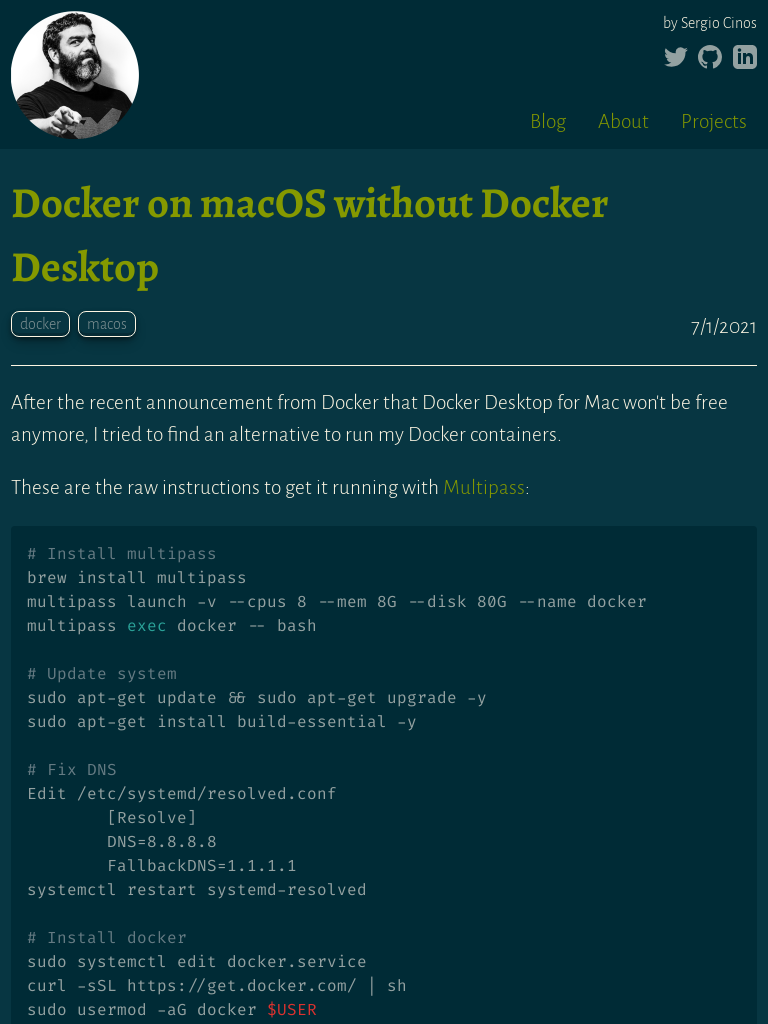 by Sergio Cinos
Blog About Projects
Docker on macOS without Docker
Desktop
docker macos
7/1/2021
After the recent announcement from Docker that Docker Desktop for Mac won't be free
anymore, I tried to find an alternative to run my Docker containers.
These are the raw instructions to get it running with Multipass:
# Install multipass
brew install multipass
multipass launch -v --cpus 8 --mem 8G --disk 80G --name docker
multipass exec docker -- bash
# Update system
sudo apt-get update && sudo apt-get upgrade -y
sudo apt-get install build-essential -y
# Fix DNS
Edit /etc/systemd/resolved.conf
[Resolve]
DNS=8.8.8.8
FallbackDNS=1.1.1.1
systemctl restart systemd-resolved
# Install docker
sudo systemctl edit docker.service
curl -sSL https://get.docker.com/ | sh
sudo usermod -aG docker $USER